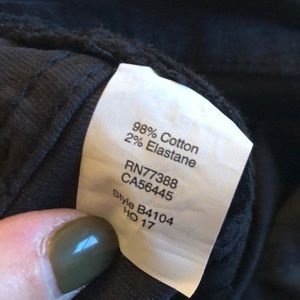 98% Cotton
2% Elastane
RN77388
CA56445
Style B4104
HO 17